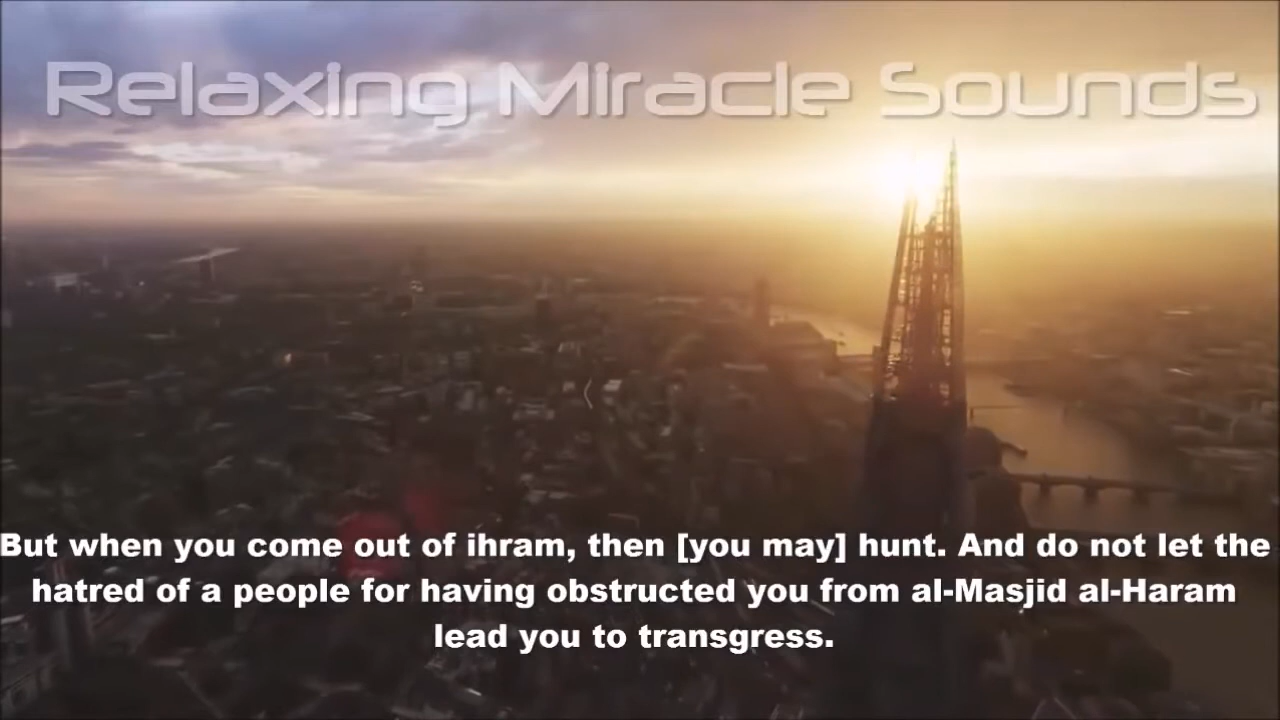 Relaxing Miracle Sounds
But when you come out of ihram, then [you may] hunt. And do not let the
hatred of a people for having obstructed you from al-Masjid al-Haram
lead you to transgress.